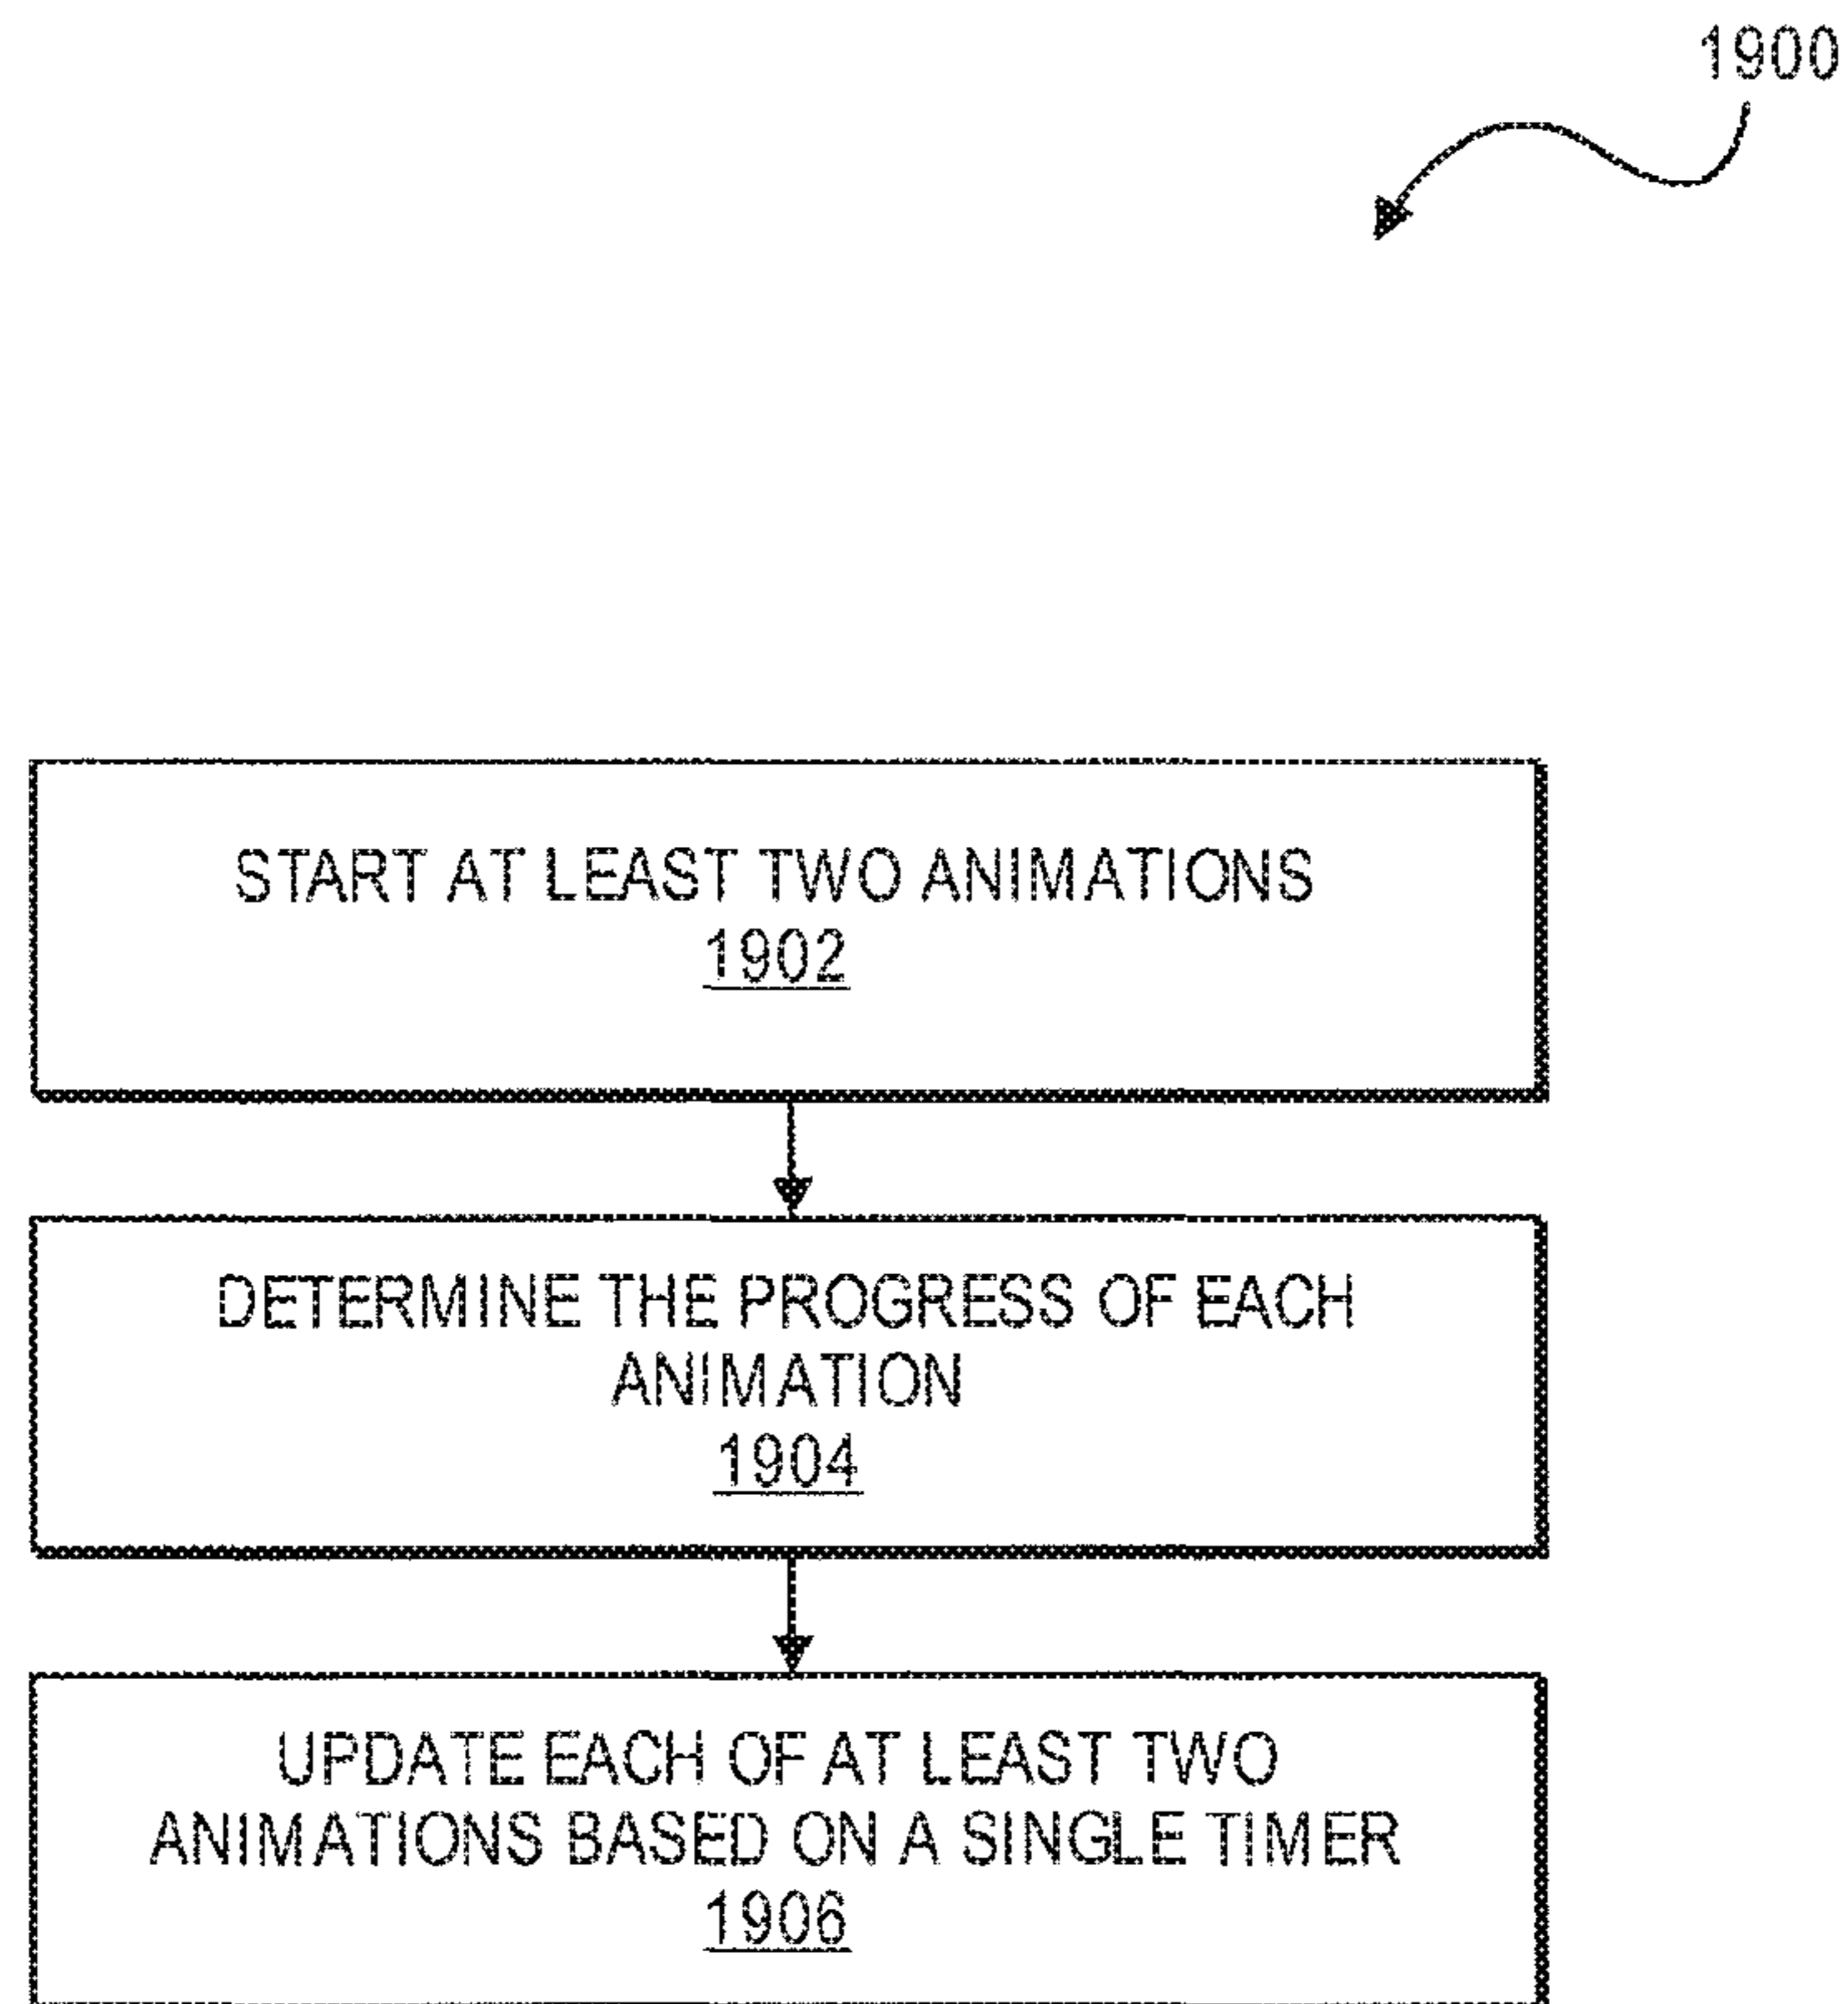 1900
START AT LEAST TWO ANIMATIONS
1902
DETERMINE THE PROGRESS OF EACH
ANIMATION
1904
UPDATE EACH OF AT LEAST TWO
ANIMATIONS BASED ON A SINGLE TIMER
1906